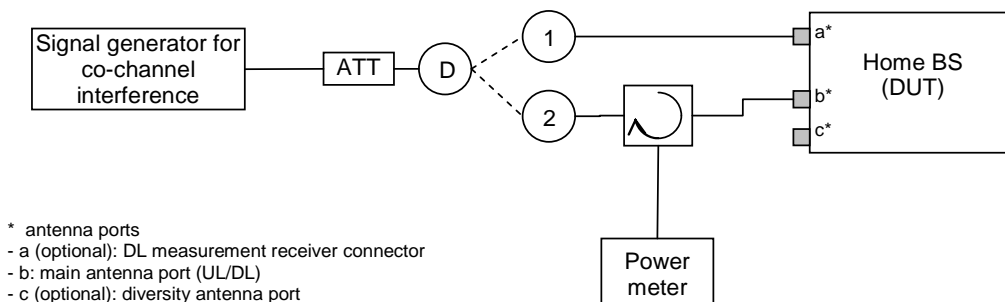 Signal generator for
co-channel
interference
ATT
D
1
2
a*
b*
c*
Home BS
(DUT)
Power
meter
* antenna ports
- a (optional): DL measurement receiver connector
- b: main antenna port (UL/DL)
- c (optional): diversity antenna port